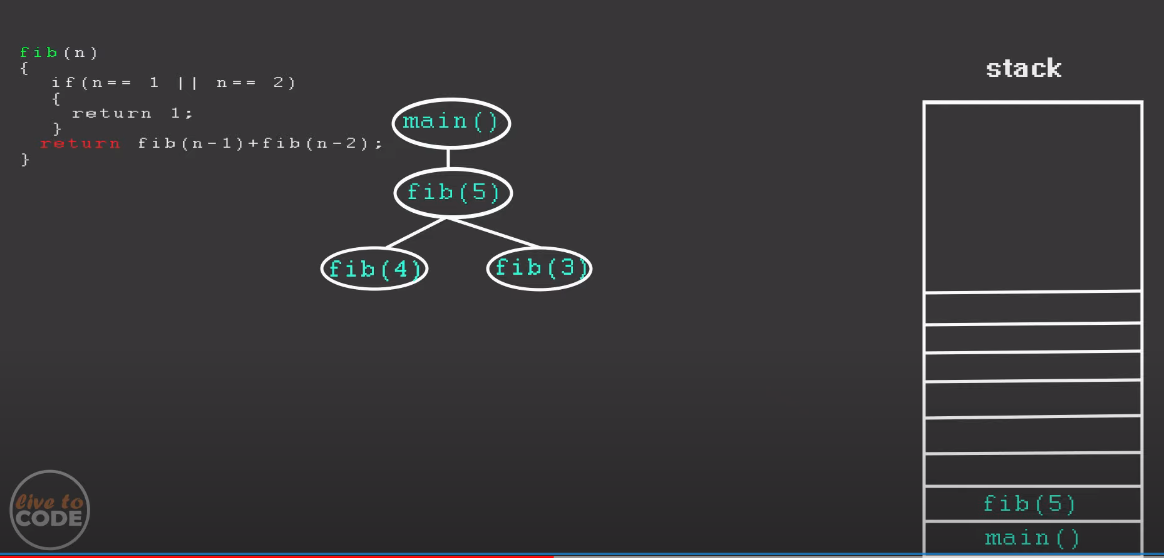 fib(n)
{
if(n== 1 || n== 2)
{
return 1;
}
return fib(n-1)+fib(n-2);
}
main()
fib(5)
fib(4)
fib(3)
stack
fib(5)
main()
live to
CODE